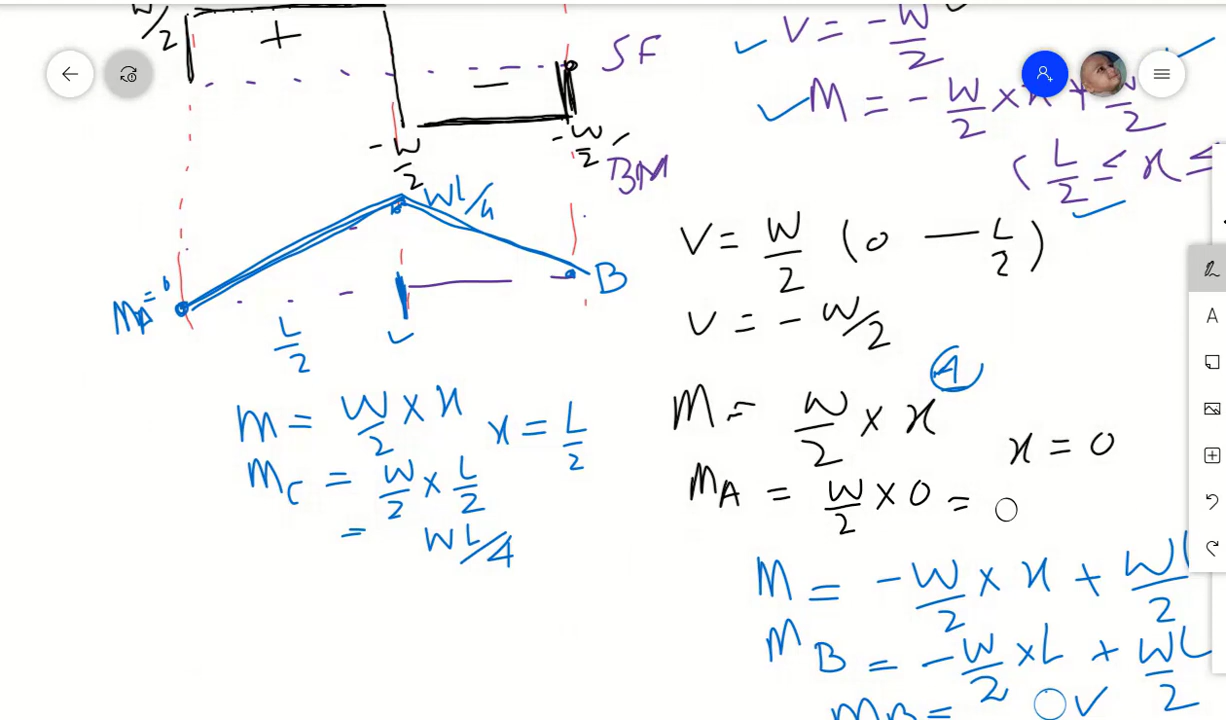 W/2
+
-
SF
-W/2
-W/2
BM
V = -W/2
M = -W/2 × x + W/2
(L/2 ≤ x ≤
WL/4
MA=0
B
L/2
V = W/2 (0 — L/2)
V = - W/2
M = W/2 × x
x = L/2
MC = W/2 × L/2
= WL/4
M = W/2 × x
x = 0
MA = W/2 × 0 = 0
M = -W/2 × x + WL/2
MB = -W/2 × L + WL/2
MB = 0
A